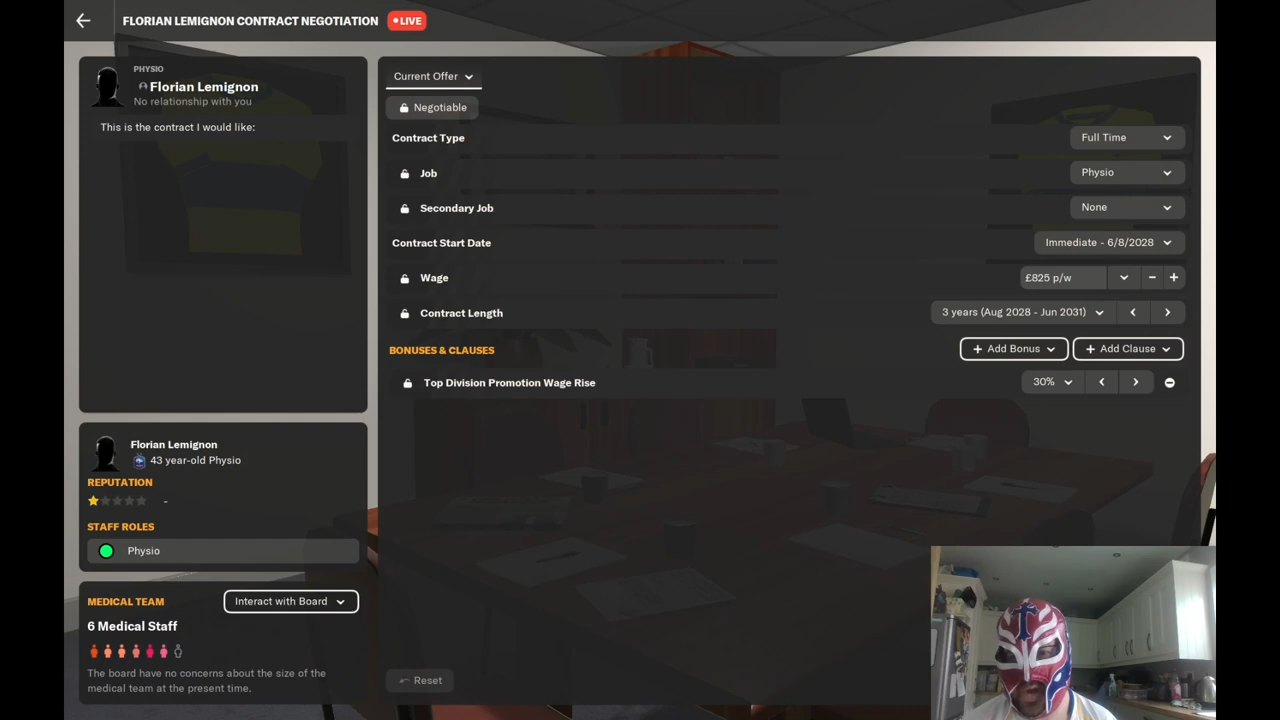 FLORIAN LEMIGNON CONTRACT NEGOTIATION
LIVE
PHYSIO
Florian Lemignon
No relationship with you
This is the contract I would like:
Current Offer
Negotiable
Contract Type
Full Time
Job
Physio
Secondary Job
None
Contract Start Date
Immediate - 6/8/2028
Wage
£825 p/w
Contract Length
3 years (Aug 2028 - Jun 2031)
BONUSES & CLAUSES
Add Bonus
Add Clause
Top Division Promotion Wage Rise
30%
Florian Lemignon
43 year-old Physio
REPUTATION
-
STAFF ROLES
Physio
MEDICAL TEAM
Interact with Board
6 Medical Staff
The board have no concerns about the size of the
medical team at the present time.
Reset